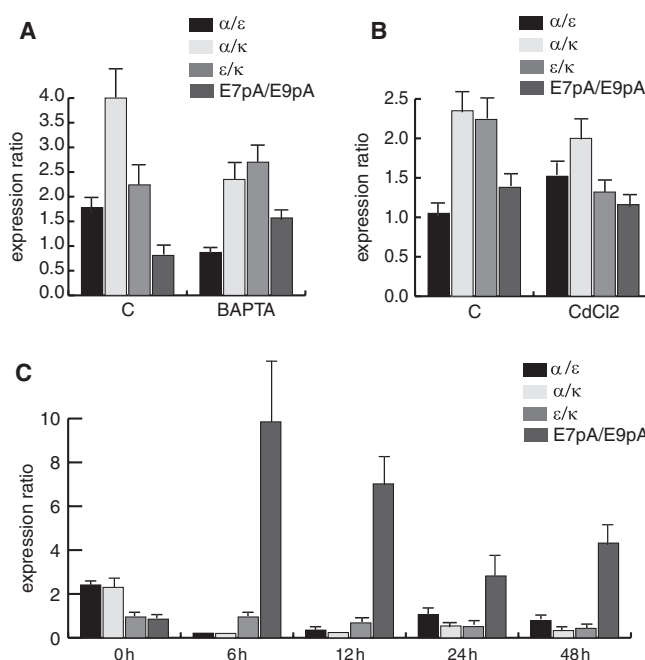 A
α/ε
α/κ
ε/κ
E7pA/E9pA
expression ratio
4.0
3.5
3.0
2.5
2.0
1.5
1.0
0.5
0.0
C
BAPTA
B
α/ε
α/κ
ε/κ
E7pA/E9pA
expression ratio
2.5
2.0
1.5
1.0
0.5
0.0
C
CdCl2
C
α/ε
α/κ
ε/κ
E7pA/E9pA
expression ratio
10
8
6
4
2
0
0h
6h
12h
24h
48h